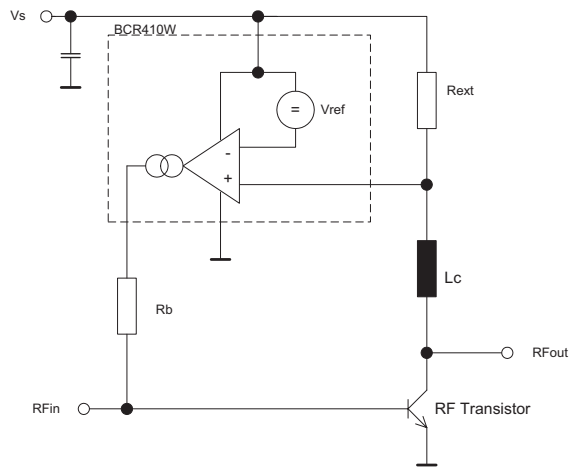 Vs
BCR410W
Rext
=
Vref
-
+
Lc
Rb
RFout
RFin
RF Transistor